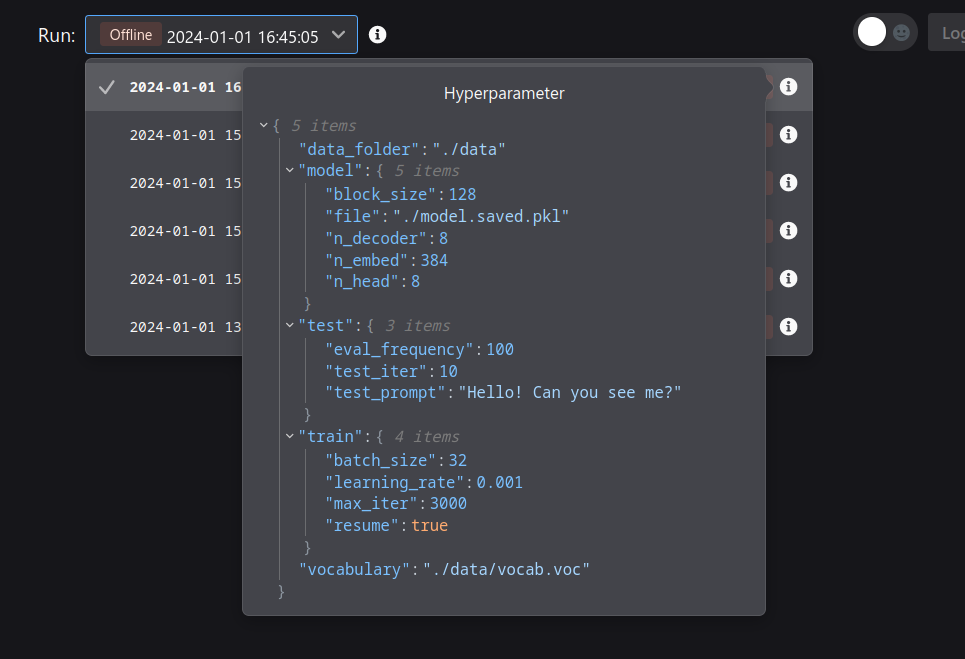 Run: Offline 2024-01-01 16:45:05
Log
2024-01-01 16
2024-01-01 15
2024-01-01 15
2024-01-01 15
2024-01-01 15
2024-01-01 13
Hyperparameter
{ 5 items
"data_folder":"./data"
"model":{ 5 items
"block_size":128
"file":"./model.saved.pkl"
"n_decoder":8
"n_embed":384
"n_head":8
}
"test":{ 3 items
"eval_frequency":100
"test_iter":10
"test_prompt":"Hello! Can you see me?"
}
"train":{ 4 items
"batch_size":32
"learning_rate":0.001
"max_iter":3000
"resume":true
}
"vocabulary":"./data/vocab.voc"
}